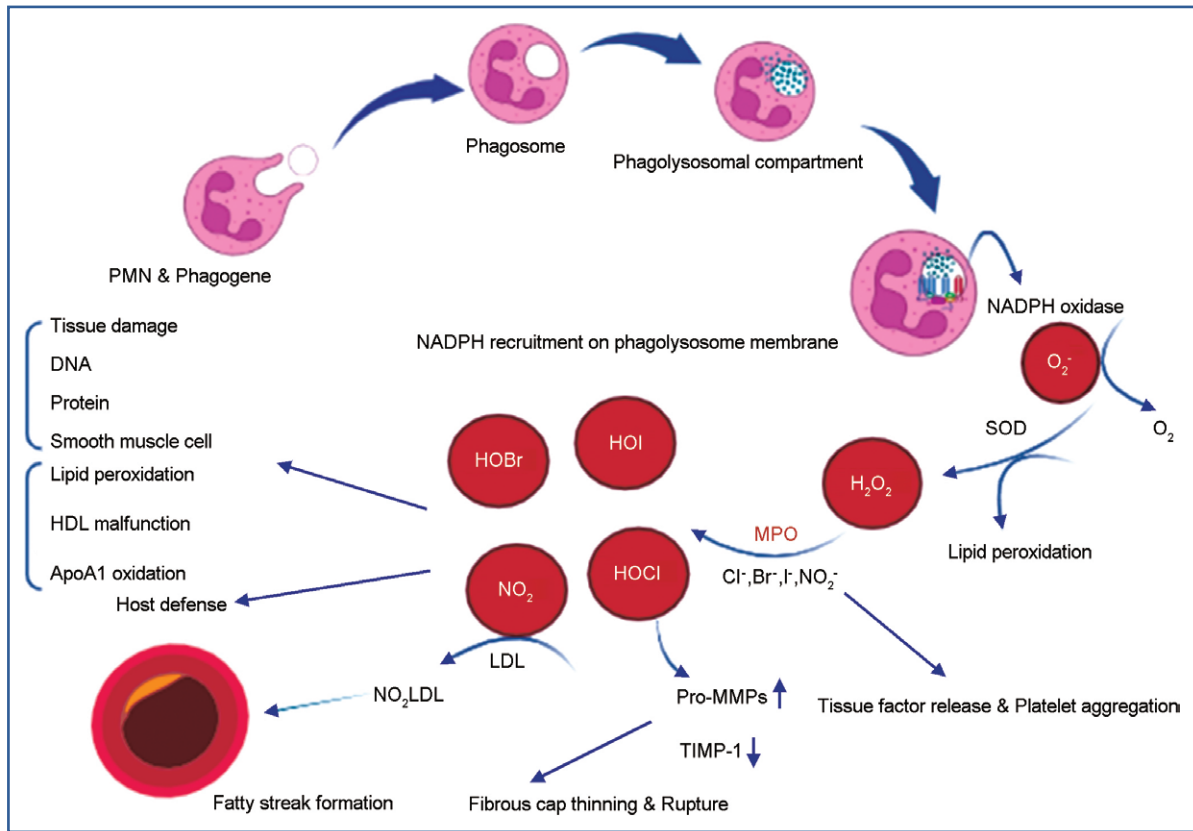 Phagosome
Phagolysosomal compartment
PMN & Phagogene
NADPH oxidase
NADPH recruitment on phagolysosome membrane
O₂⁻
O₂
SOD
H₂O₂
Lipid peroxidation
MPO
Cl⁻,Br⁻,I⁻,NO₂⁻
HOBr
HOI
NO₂
HOCl
Tissue damage
DNA
Protein
Smooth muscle cell
Lipid peroxidation
HDL malfunction
ApoA1 oxidation
Host defense
LDL
NO₂LDL
Pro-MMPs
TIMP-1
Tissue factor release & Platelet aggregation
Fatty streak formation
Fibrous cap thinning & Rupture